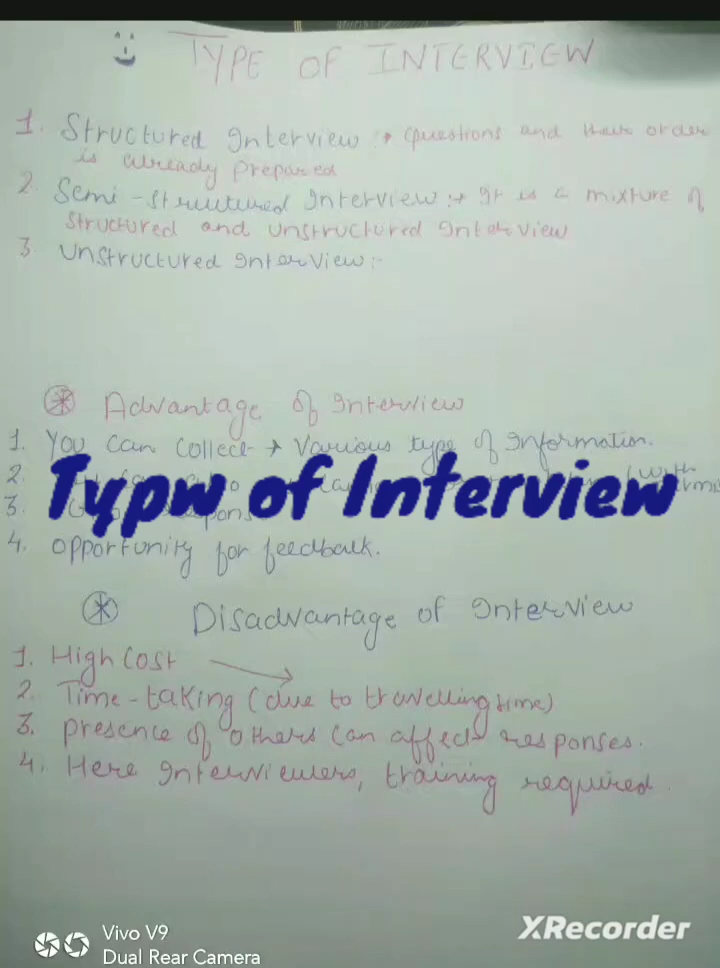 TYPE OF INTERVIEW
1. Structured Interview → questions and their order
is already prepared
2. Semi-structured Interview :→ It is a mixture of
structured and unstructured Interview
3. Unstructured Interview:-
Advantage of Interview
1. You can collect → Various type of Information.
2. (with
3.
Typw of Interview
4. opportunity for feedbalk.
Disadvantage of Interview
1. High Cost
2. Time-taking (due to travelling time)
3. presence of others can affect responses.
4. Here Interviewers, training required.
Vivo V9
Dual Rear Camera
XRecorder